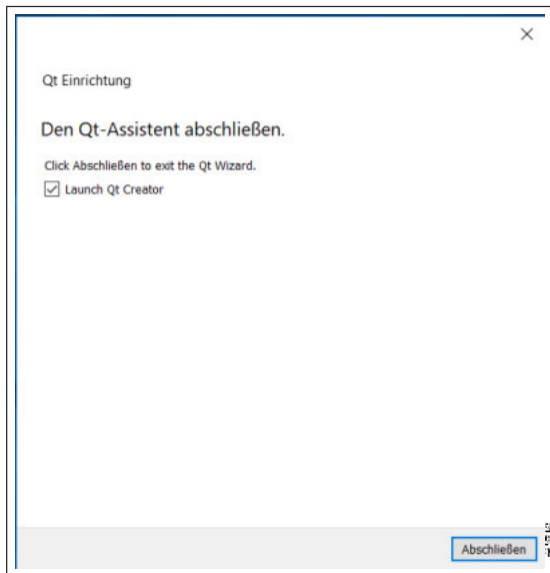 Qt Einrichtung
Den Qt-Assistent abschließen.
Click Abschließen to exit the Qt Wizard.
Launch Qt Creator
Abschließen